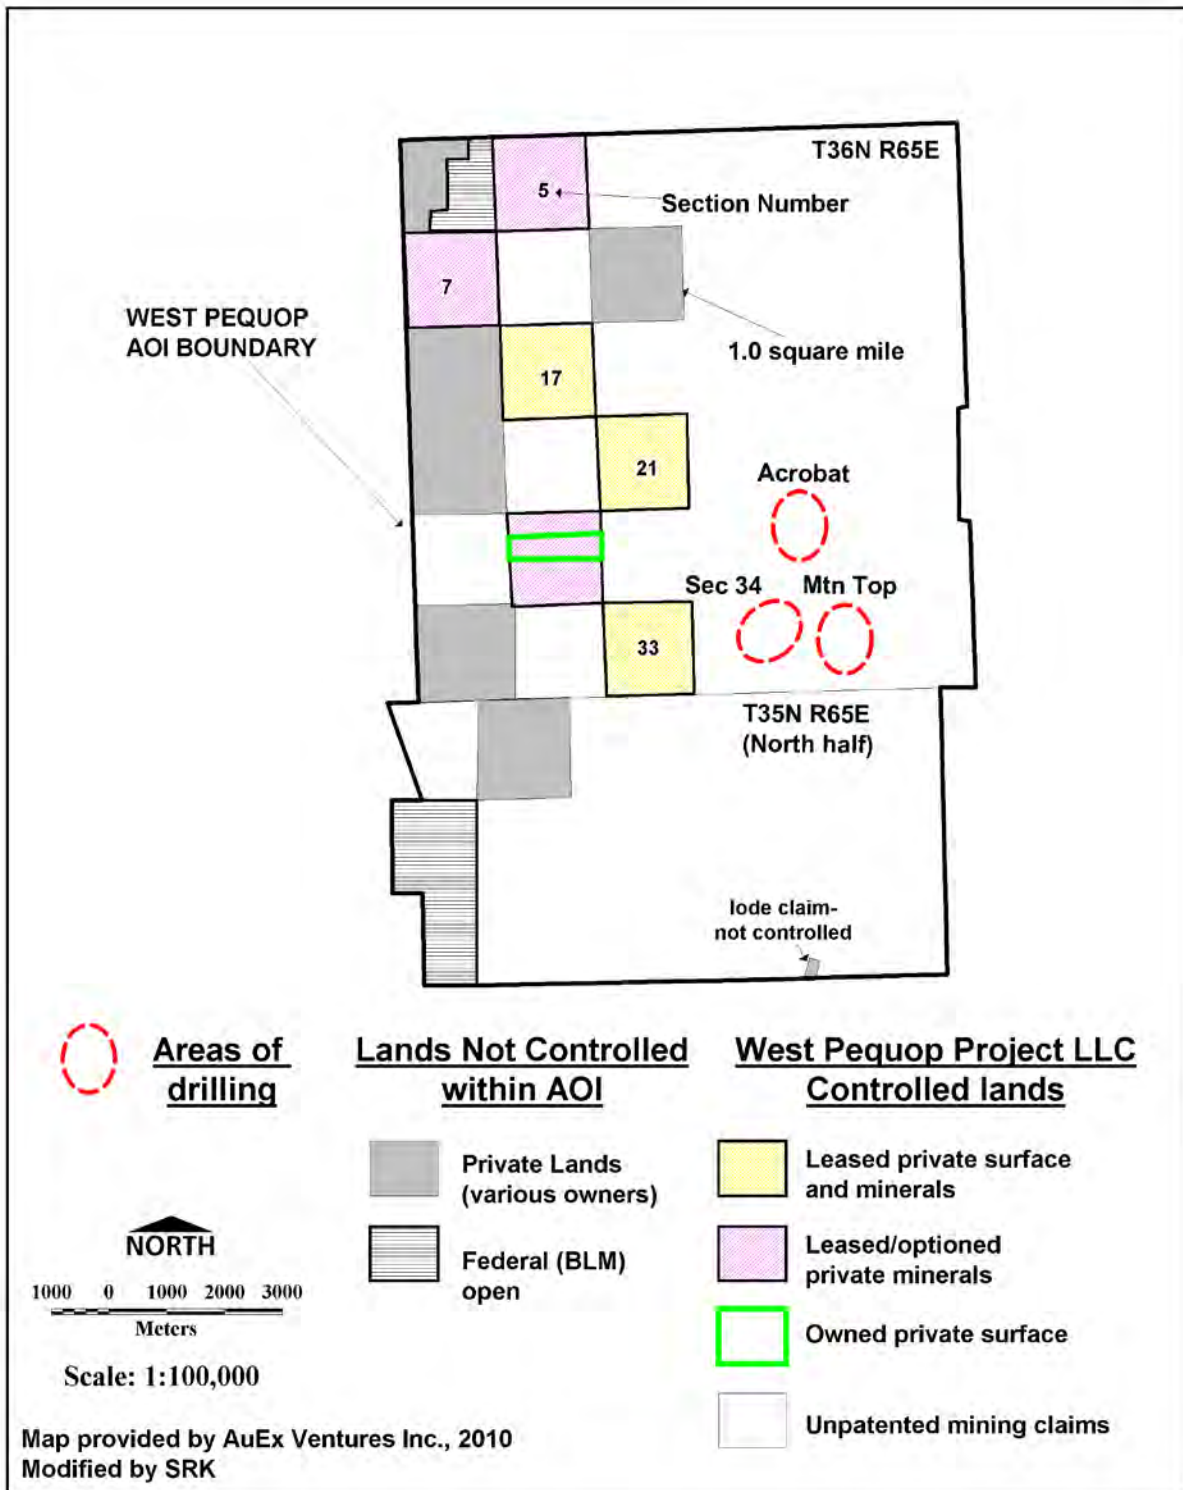 T36N R65E
5
Section Number
7
WEST PEQUOP
AOI BOUNDARY
1.0 square mile
17
21
Acrobat
Sec 34
Mtn Top
33
T35N R65E
(North half)
lode claim-
not controlled
Areas of
drilling
Lands Not Controlled
within AOI
West Pequop Project LLC
Controlled lands
Private Lands
(various owners)
Leased private surface
and minerals
NORTH
Federal (BLM)
open
Leased/optioned
private minerals
1000 0 1000 2000 3000
Meters
Owned private surface
Scale: 1:100,000
Unpatented mining claims
Map provided by AuEx Ventures Inc., 2010
Modified by SRK